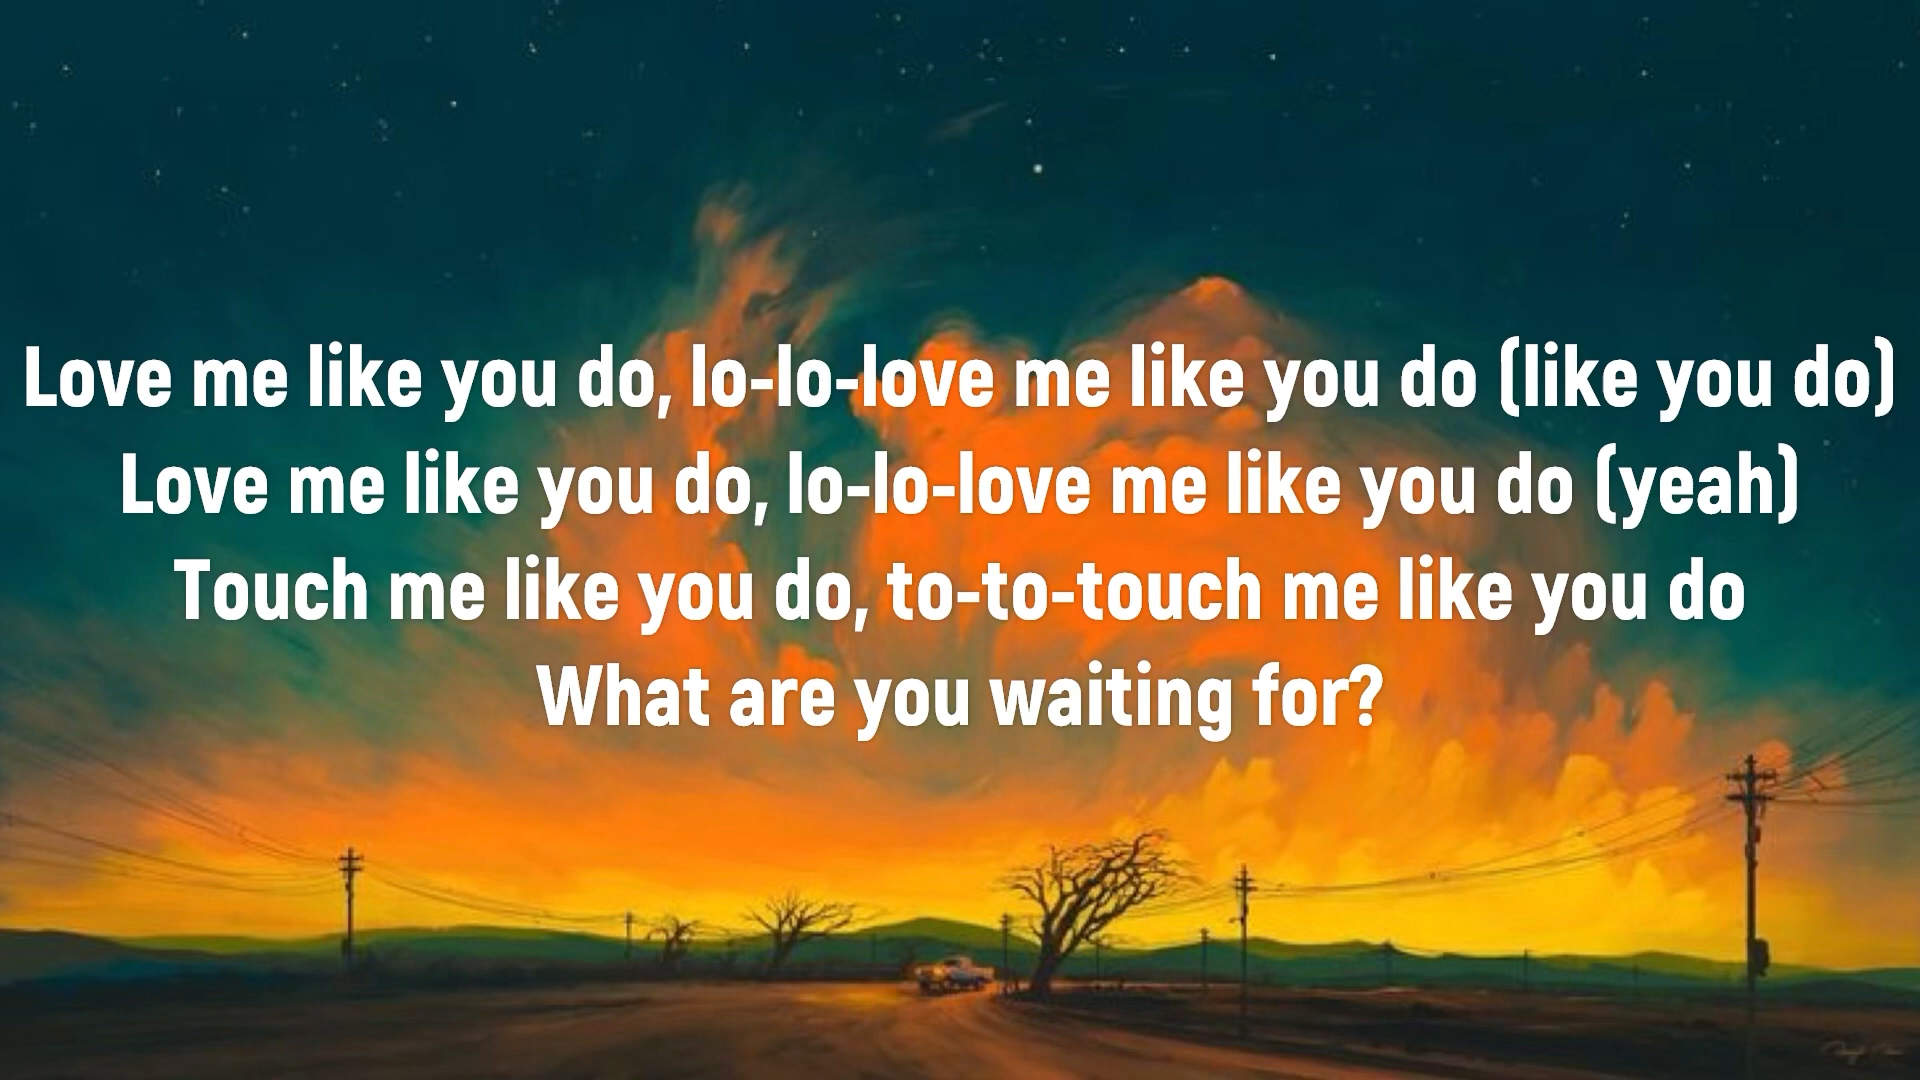 Love me like you do, lo-lo-love me like you do (like you do)
Love me like you do, lo-lo-love me like you do (yeah)
Touch me like you do, to-to-touch me like you do
What are you waiting for?